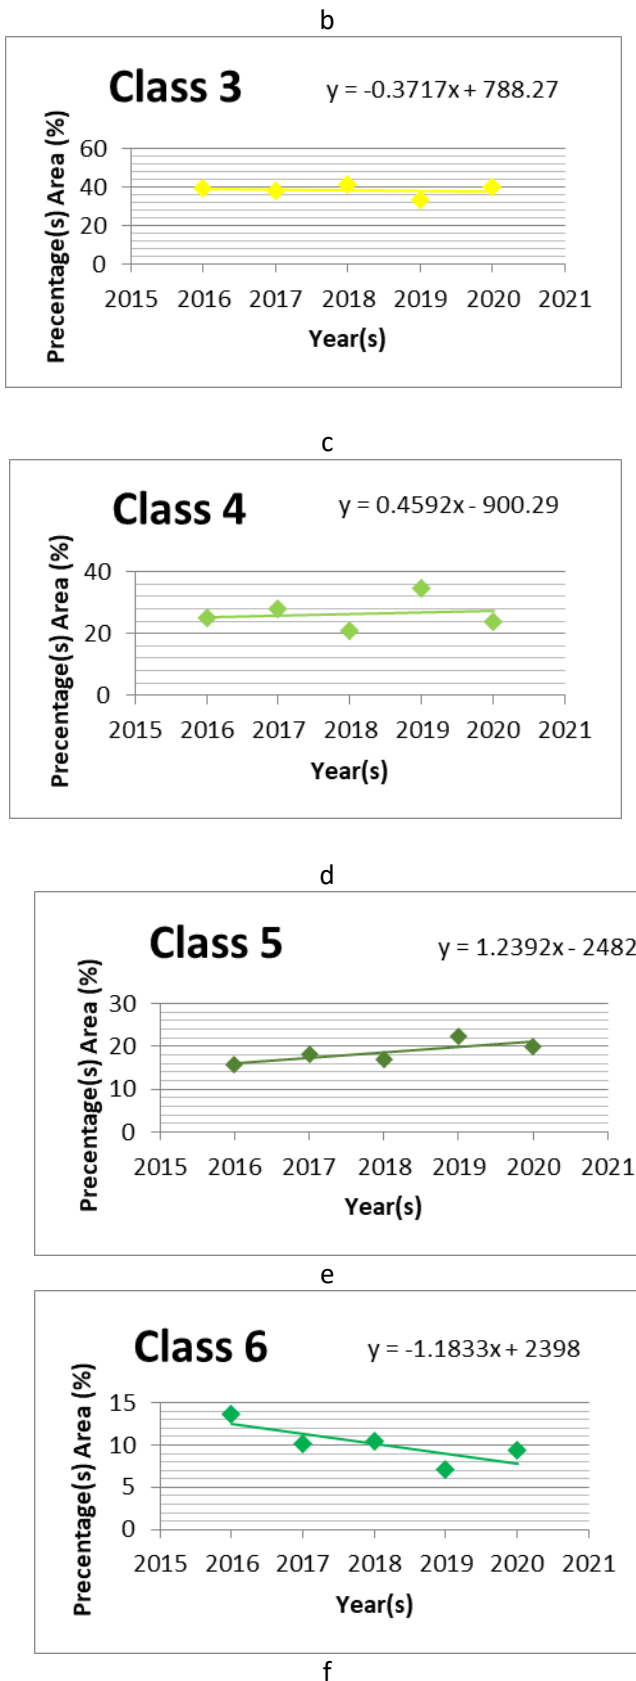 b
Class 3
y = -0.3717x + 788.27
Precentage(s) Area (%)
60
40
20
0
2015 2016 2017 2018 2019 2020 2021
Year(s)
c
Class 4
y = 0.4592x - 900.29
Precentage(s) Area (%)
40
20
0
2015 2016 2017 2018 2019 2020 2021
Year(s)
d
Class 5
y = 1.2392x - 2482
Precentage(s) Area (%)
30
20
10
0
2015 2016 2017 2018 2019 2020 2021
Year(s)
e
Class 6
y = -1.1833x + 2398
Precentage(s) Area (%)
15
10
5
0
2015 2016 2017 2018 2019 2020 2021
Year(s)
f